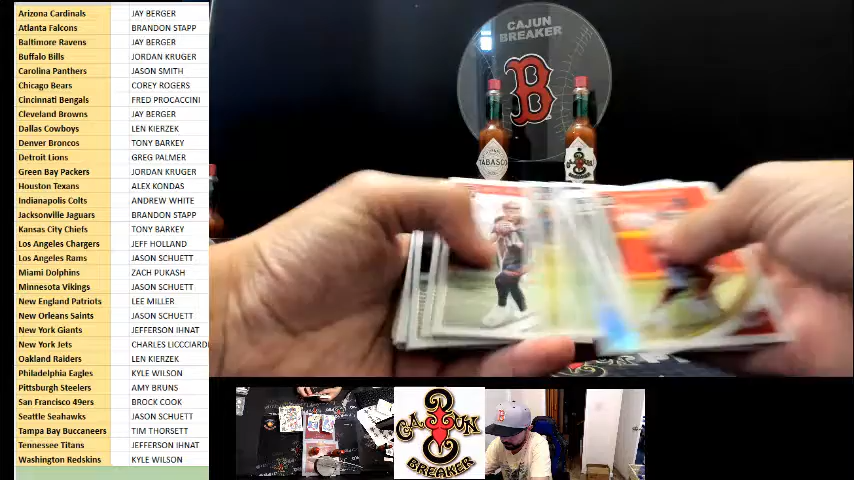 Arizona Cardinals JAY BERGER
Atlanta Falcons BRANDON STAPP
Baltimore Ravens JAY BERGER
Buffalo Bills JORDAN KRUGER
Carolina Panthers JASON SMITH
Chicago Bears COREY ROGERS
Cincinnati Bengals FRED PROCACCINI
Cleveland Browns JAY BERGER
Dallas Cowboys LEN KIERZEK
Denver Broncos TONY BARKEY
Detroit Lions GREG PALMER
Green Bay Packers JORDAN KRUGER
Houston Texans ALEX KONDAS
Indianapolis Colts ANDREW WHITE
Jacksonville Jaguars BRANDON STAPP
Kansas City Chiefs TONY BARKEY
Los Angeles Chargers JEFF HOLLAND
Los Angeles Rams JASON SCHUETT
Miami Dolphins ZACH PUKASH
Minnesota Vikings JASON SCHUETT
New England Patriots LEE MILLER
New Orleans Saints JASON SCHUETT
New York Giants JEFFERSON IHNAT
New York Jets CHARLES LICCCIARDI
Oakland Raiders LEN KIERZEK
Philadelphia Eagles KYLE WILSON
Pittsburgh Steelers AMY BRUNS
San Francisco 49ers BROCK COOK
Seattle Seahawks JASON SCHUETT
Tampa Bay Buccaneers TIM THORSETT
Tennessee Titans JEFFERSON IHNAT
Washington Redskins KYLE WILSON
CAJUN
BREAKER
B
TABASCO
CAJUN
BREAKER